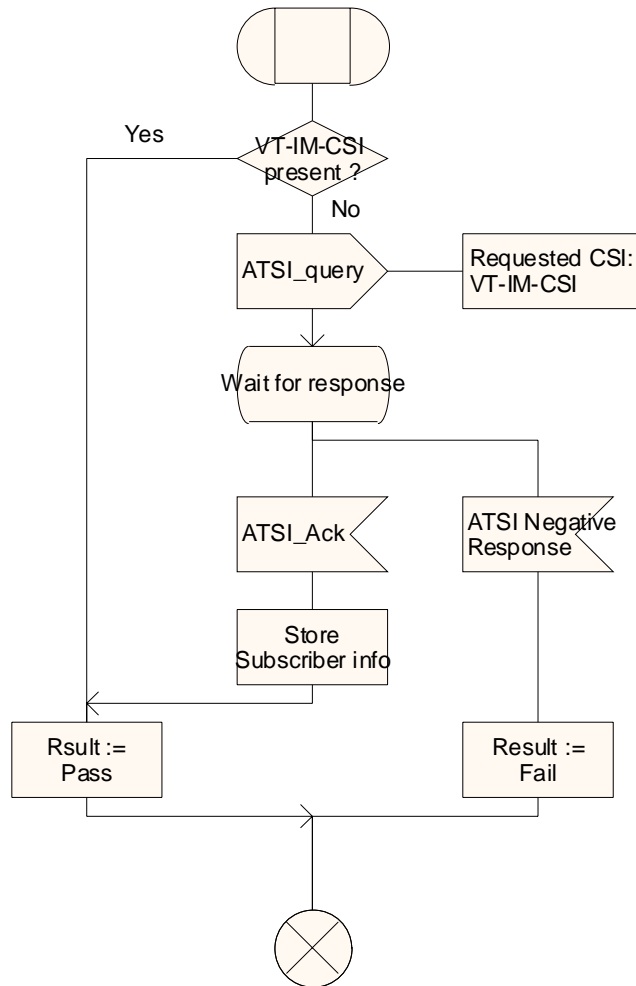 Yes
VT-IM-CSI
present ?
No
ATSI_query
Requested CSI:
VT-IM-CSI
Wait for response
ATSI_Ack
ATSI Negative
Response
Store
Subscriber info
Rsult :=
Pass
Result :=
Fail